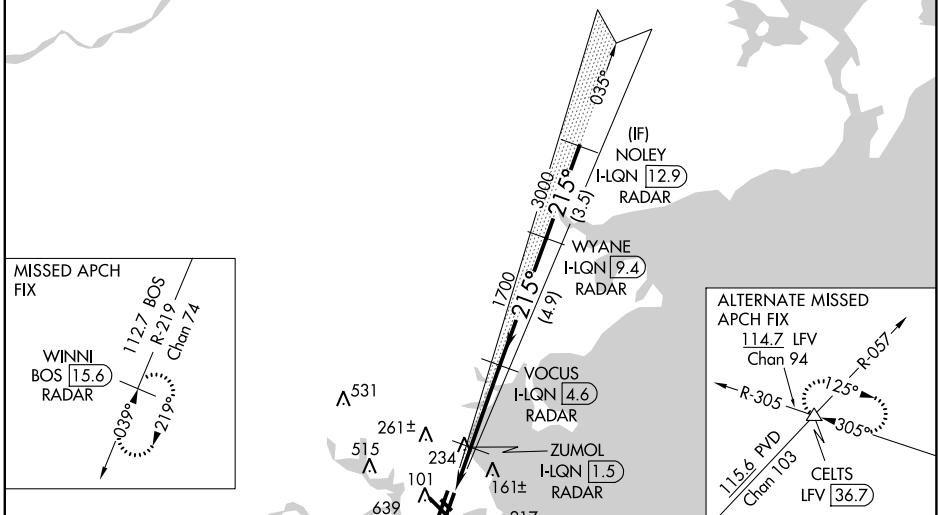 035°
(IF)
NOLEY
I-LQN 12.9
RADAR
3000
215°
(3.5)
WYANE
I-LQN 9.4
RADAR
1700
215°
(4.9)
VOCUS
I-LQN 4.6
RADAR
ZUMOL
I-LQN 1.5
RADAR
531
261±
515
234
101
161±
639
217
MISSED APCH
FIX
112.7 BOS
R-219
Chan 74
WINNI
BOS 15.6
RADAR
039°
219°
ALTERNATE MISSED
APCH FIX
114.7 LFV
Chan 94
R-057
R-305
125°
305°
115.6 PVD
Chan 103
CELTS
LFV 36.7